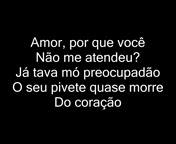 Amor, por que você
Não me atendeu?
Já tava mó preocupadão
O seu pivete quase morre
Do coração